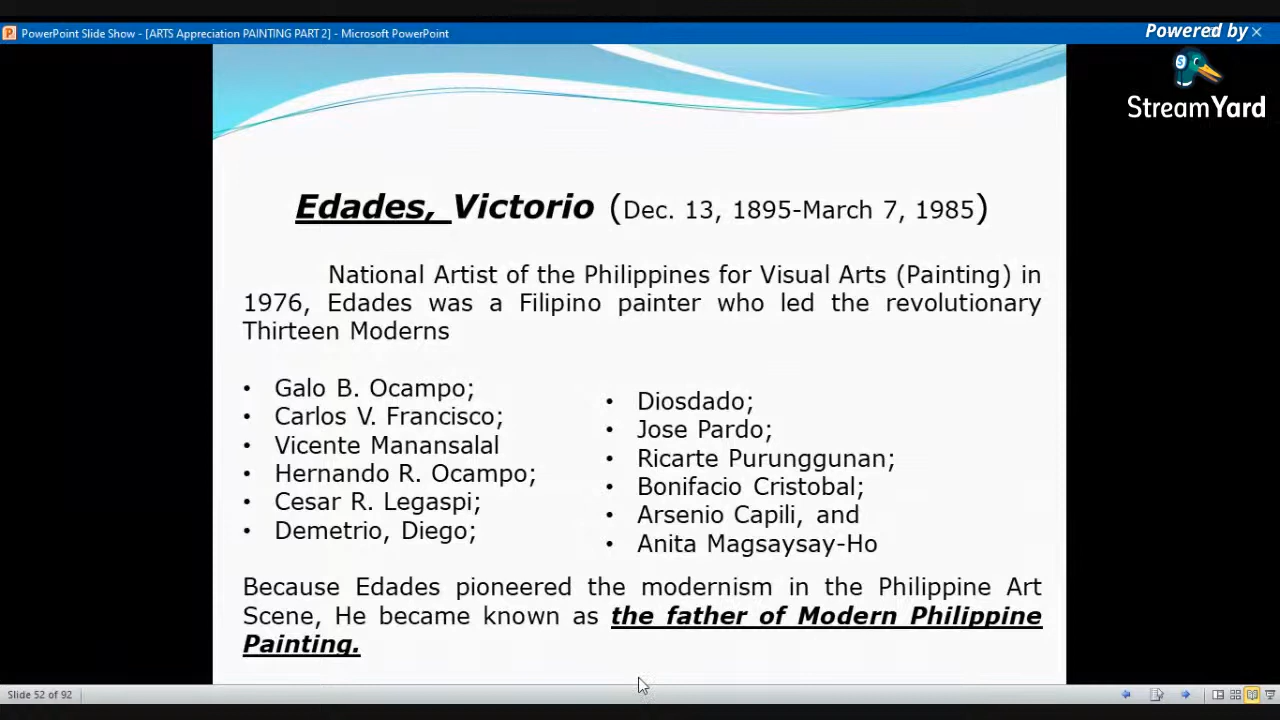 PowerPoint Slide Show - [ARTS Appreciation PAINTING PART 2] - Microsoft PowerPoint
Powered by
StreamYard
Edades, Victorio (Dec. 13, 1895-March 7, 1985)
National Artist of the Philippines for Visual Arts (Painting) in
1976, Edades was a Filipino painter who led the revolutionary
Thirteen Moderns
• Galo B. Ocampo;
• Carlos V. Francisco;
• Vicente Manansalal
• Hernando R. Ocampo;
• Cesar R. Legaspi;
• Demetrio, Diego;
• Diosdado;
• Jose Pardo;
• Ricarte Purunggunan;
• Bonifacio Cristobal;
• Arsenio Capili, and
• Anita Magsaysay-Ho
Because Edades pioneered the modernism in the Philippine Art
Scene, He became known as the father of Modern Philippine
Painting.
Slide 52 of 92